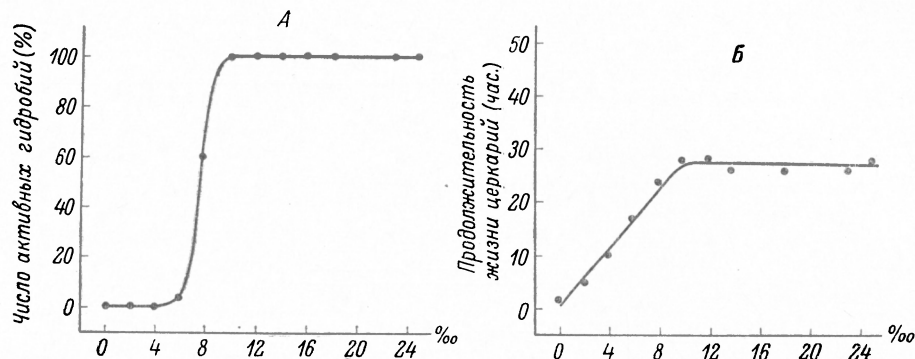 А
Число активных гидробий (%)
100
80
60
40
20
0
0 4 8 12 16 20 24 ‰
Б
Продолжительность
жизни церкарий (час.)
50
40
30
20
10
0
0 4 8 12 16 20 24 ‰